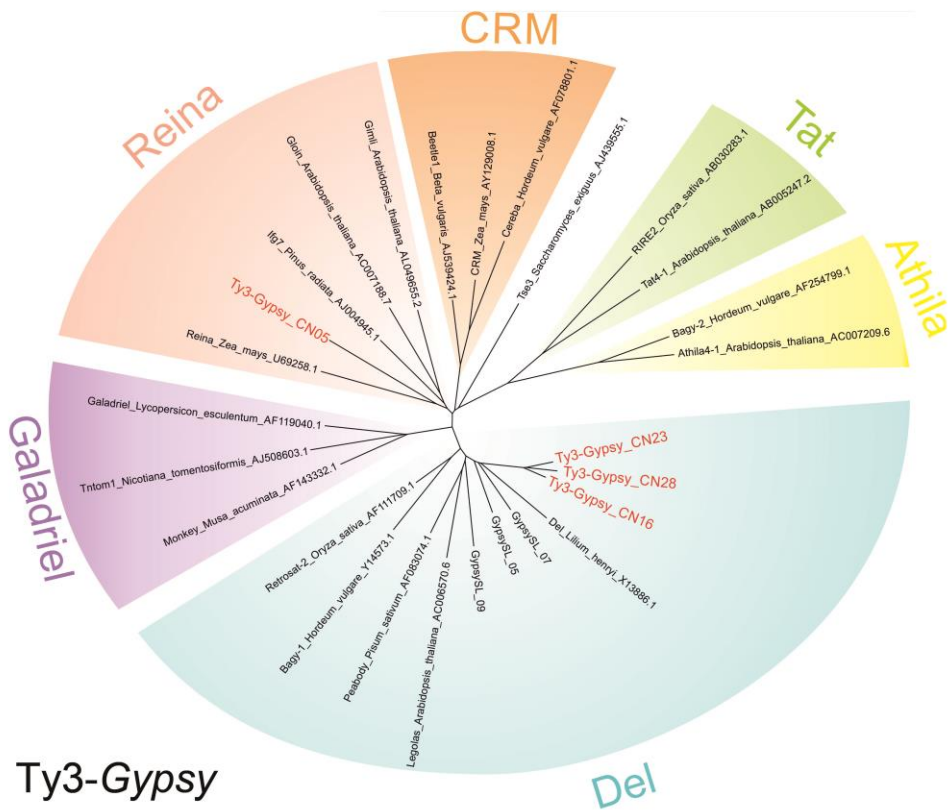 CRM
Reina
Tat
Athila
Galadriel
Del
Gimli_Arabidopsis_thaliana_AL049655.2
Gloin_Arabidopsis_thaliana_AC007188.7
Ifg7_Pinus_radiata_AJ004945.1
Ty3-Gypsy_CN05
Reina_Zea_mays_U69258.1
Beetle1_Beta_vulgaris_AJ539424.1
CRM_Zea_mays_AY129008.1
Cereba_Hordeum_vulgare_AF078801.1
Tse3_Saccharomyces_exiguus_AJ439555.1
RIRE2_Oryza_sativa_AB030283.1
Tat4-1_Arabidopsis_thaliana_AB005247.2
Bagy-2_Hordeum_vulgare_AF254799.1
Athila4-1_Arabidopsis_thaliana_AC007209.6
Galadriel_Lycopersicon_esculentum_AF119040.1
Tntom1_Nicotiana_tomentosiformis_AJ508603.1
Monkey_Musa_acuminata_AF143332.1
Ty3-Gypsy_CN23
Ty3-Gypsy_CN28
Ty3-Gypsy_CN16
Del_Lilium_henryi_X13886.1
GypsySL_07
GypsySL_05
GypsySL_09
Legolas_Arabidopsis_thaliana_AC006570.6
Peabody_Pisum_sativum_AF083074.1
Bagy-1_Hordeum_vulgare_Y14573.1
Retrosat-2_Oryza_sativa_AF111709.1
Ty3-Gypsy